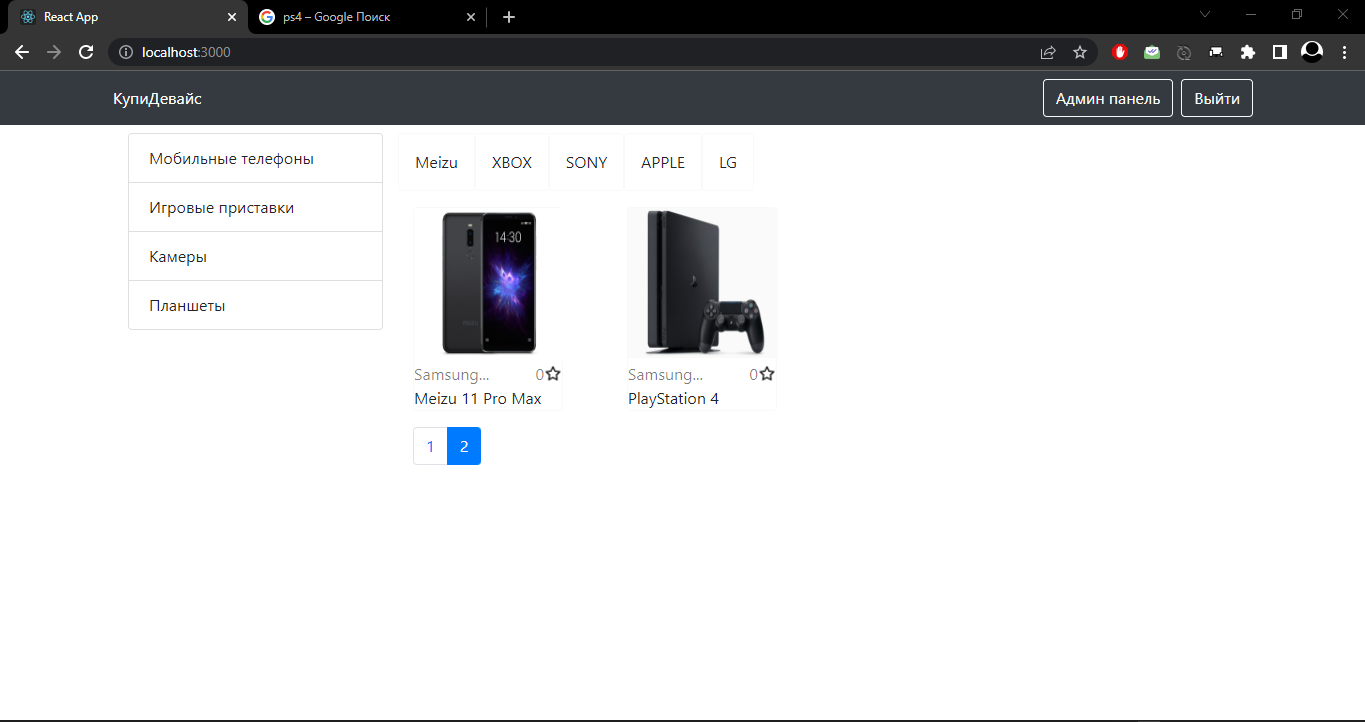 React App
ps4 – Google Поиск
localhost:3000
КупиДевайс
Админ панель
Выйти
Мобильные телефоны
Игровые приставки
Камеры
Планшеты
Meizu
XBOX
SONY
APPLE
LG
14:30
Samsung... 0
Meizu 11 Pro Max
Samsung... 0
PlayStation 4
1 2